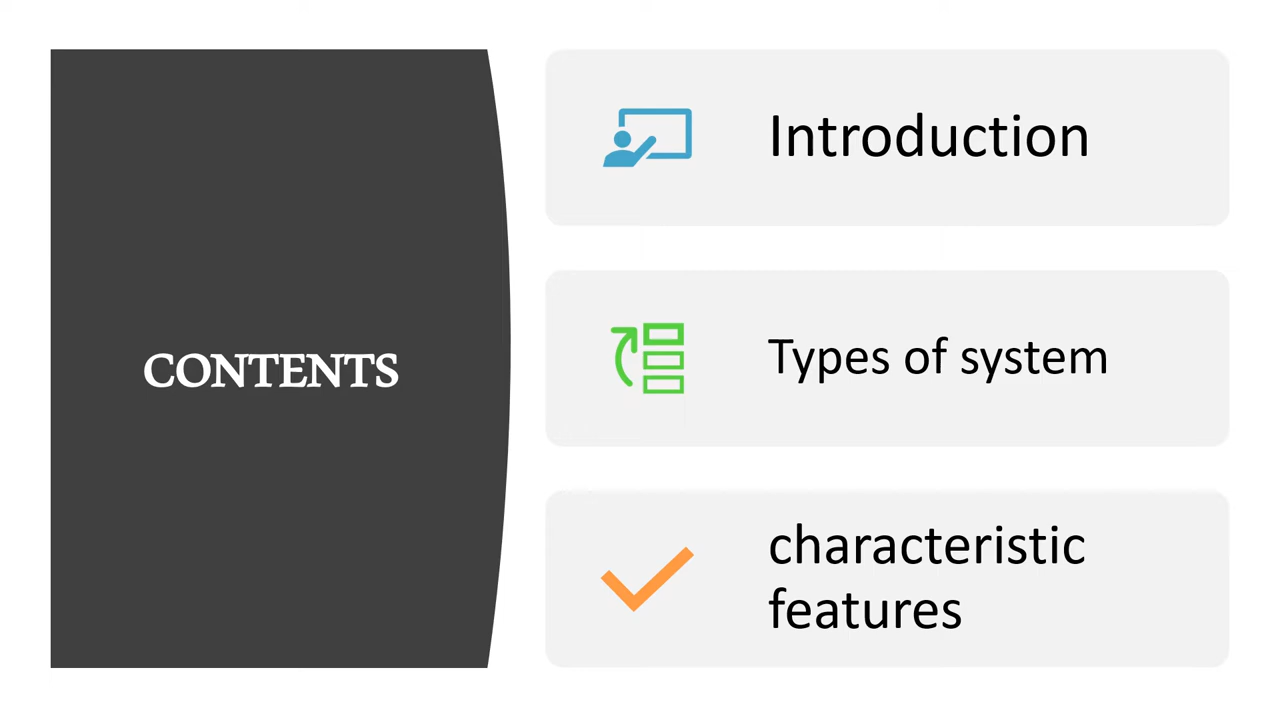 CONTENTS
Introduction
Types of system
characteristic
features